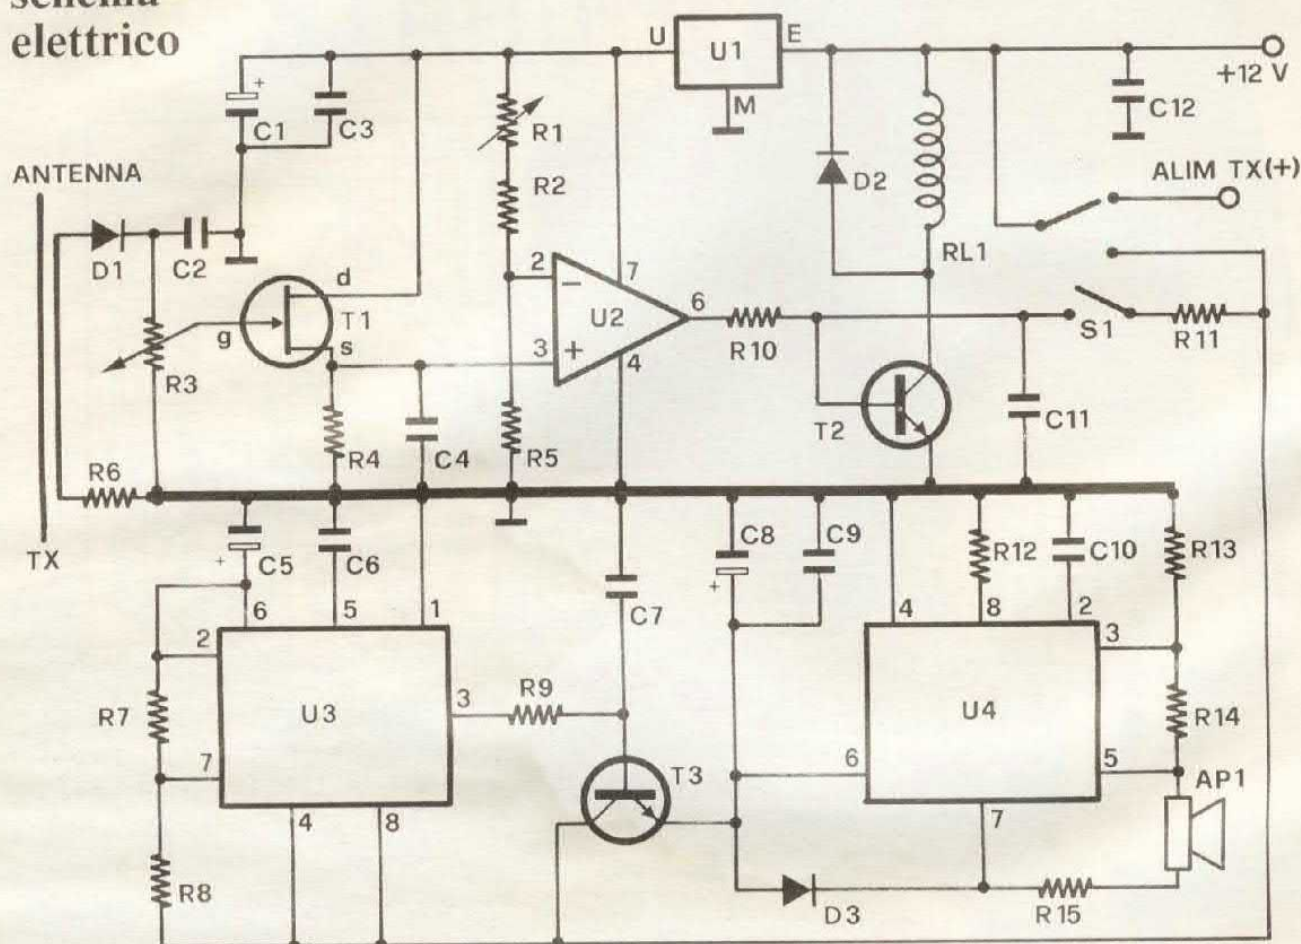 schema
elettrico
U
U1
E
M
+12 V
+
C1
C3
R1
R2
C12
ANTENNA
ALIM TX(+)
D1
C2
D2
RL1
d
T1
g
s
R3
2
−
7
U2
6
3
+
4
R10
S1
R11
R4
C4
R5
T2
C11
R6
TX
+
C5
C6
C7
C8
+
C9
R12
C10
R13
6
5
1
4
8
2
2
3
R7
U3
3
R9
U4
R14
7
T3
6
5
AP1
4
8
7
R8
D3
R15